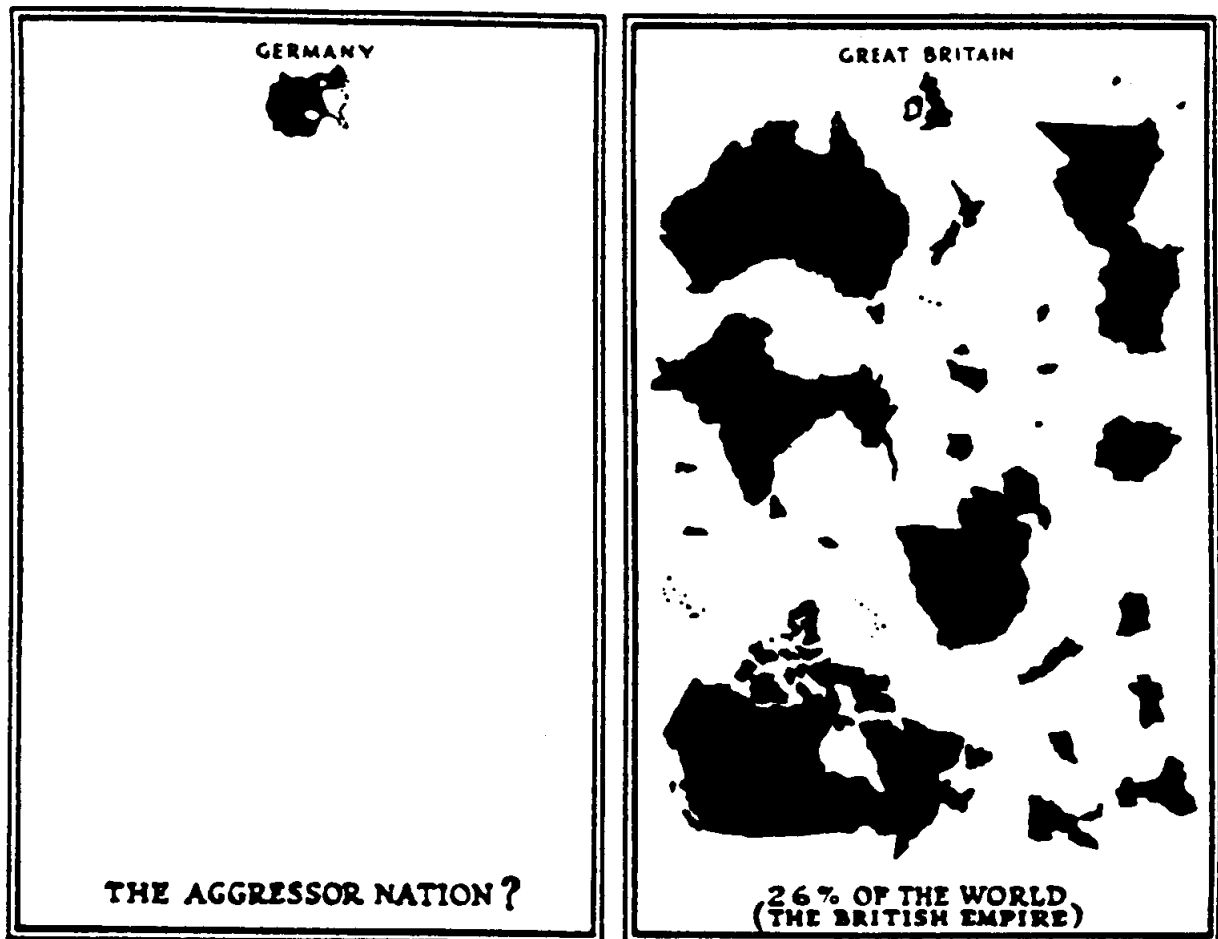 GERMANY
THE AGGRESSOR NATION?
GREAT BRITAIN
26% OF THE WORLD
(THE BRITISH EMPIRE)